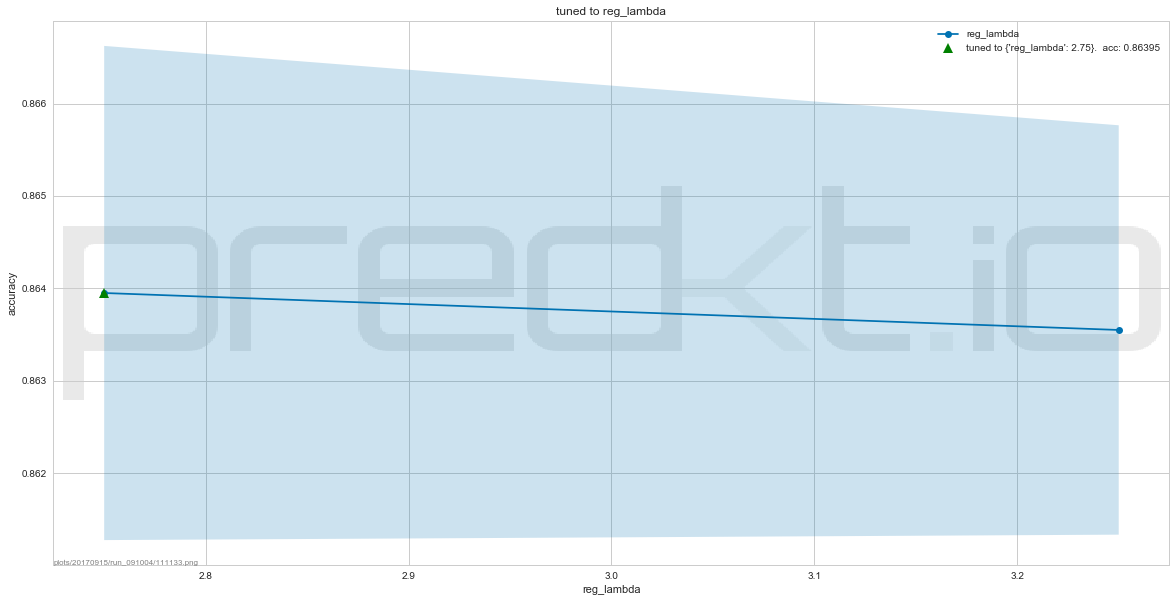 tuned to reg_lambda
reg_lambda
tuned to {'reg_lambda': 2.75}.  acc: 0.86395
0.866
0.865
0.864
0.863
0.862
accuracy
predkt.io
plots/20170915/run_091004/111133.png
2.8
2.9
3.0
3.1
3.2
reg_lambda